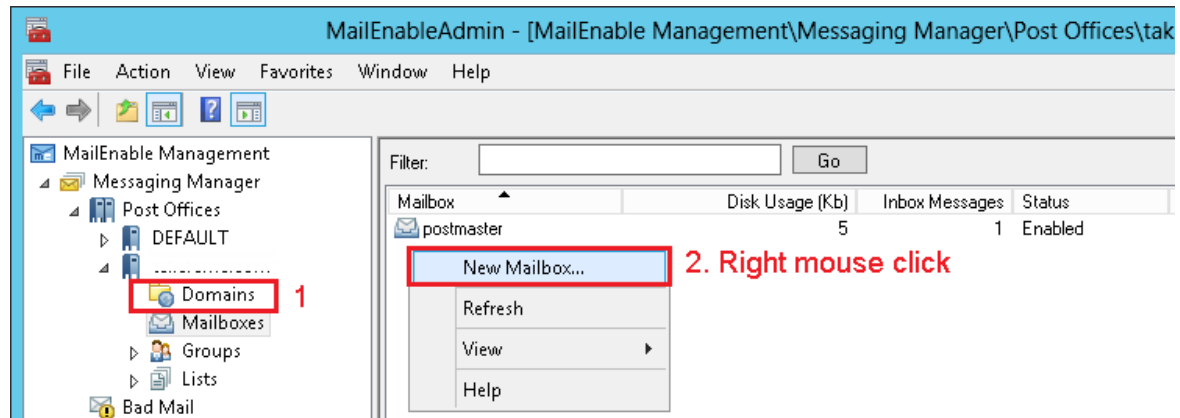 MailEnableAdmin - [MailEnable Management\Messaging Manager\Post Offices\tak
File Action View Favorites Window Help
MailEnable Management
Messaging Manager
Post Offices
DEFAULT
Domains 1
Mailboxes
Groups
Lists
Bad Mail
Filter: Go
Mailbox Disk Usage (Kb) Inbox Messages Status
postmaster 5 1 Enabled
New Mailbox... 2. Right mouse click
Refresh
View
Help